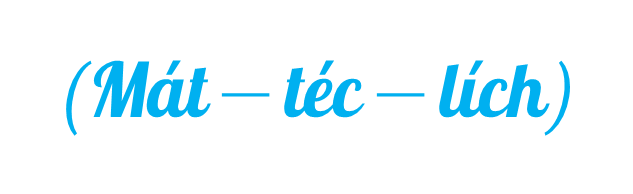 (Mát — téc — lích)